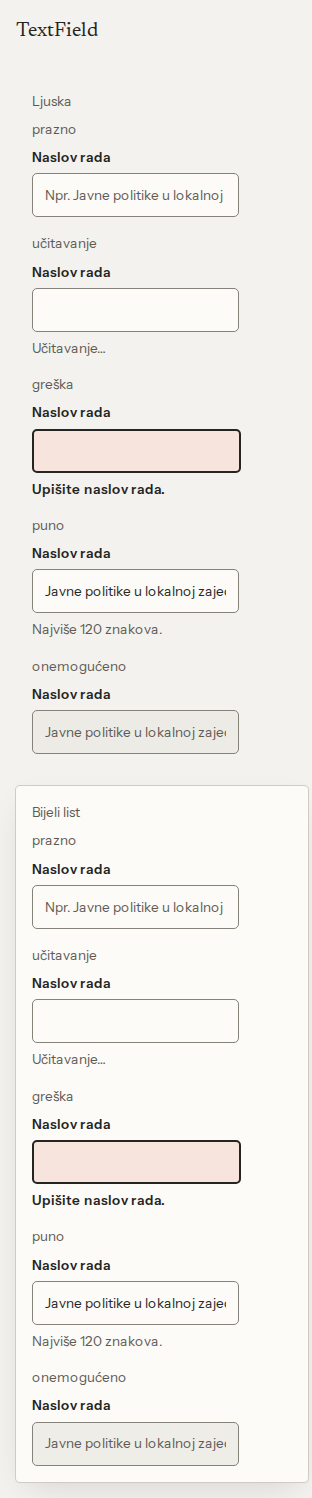 TextField
Ljuska
prazno
Naslov rada
Npr. Javne politike u lokalnoj
učitavanje
Naslov rada
Učitavanje…
greška
Naslov rada
Upišite naslov rada.
puno
Naslov rada
Javne politike u lokalnoj zajed
Najviše 120 znakova.
onemogućeno
Naslov rada
Javne politike u lokalnoj zajed
Bijeli list
prazno
Naslov rada
Npr. Javne politike u lokalnoj
učitavanje
Naslov rada
Učitavanje…
greška
Naslov rada
Upišite naslov rada.
puno
Naslov rada
Javne politike u lokalnoj zajed
Najviše 120 znakova.
onemogućeno
Naslov rada
Javne politike u lokalnoj zajed